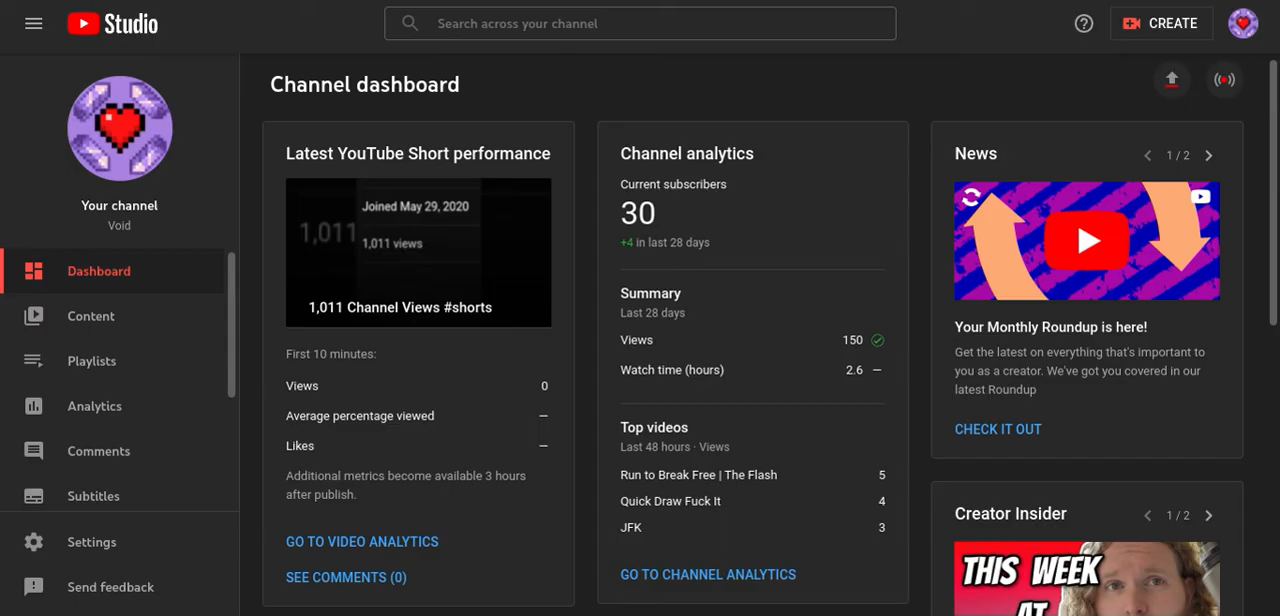 Studio
Search across your channel
CREATE
Your channel
Void
Dashboard
Content
Playlists
Analytics
Comments
Subtitles
Settings
Send feedback
Channel dashboard
Latest YouTube Short performance
Joined May 29, 2020
1,011
1,011 views
1,011 Channel Views #shorts
First 10 minutes:
Views 0
Average percentage viewed —
Likes —
Additional metrics become available 3 hours
after publish.
GO TO VIDEO ANALYTICS
SEE COMMENTS (0)
Channel analytics
Current subscribers
30
+4 in last 28 days
Summary
Last 28 days
Views 150
Watch time (hours) 2.6 —
Top videos
Last 48 hours · Views
Run to Break Free | The Flash 5
Quick Draw Fuck It 4
JFK 3
GO TO CHANNEL ANALYTICS
News
1 / 2
Your Monthly Roundup is here!
Get the latest on everything that's important to
you as a creator. We've got you covered in our
latest Roundup
CHECK IT OUT
Creator Insider
1 / 2
THIS WEEK
AT